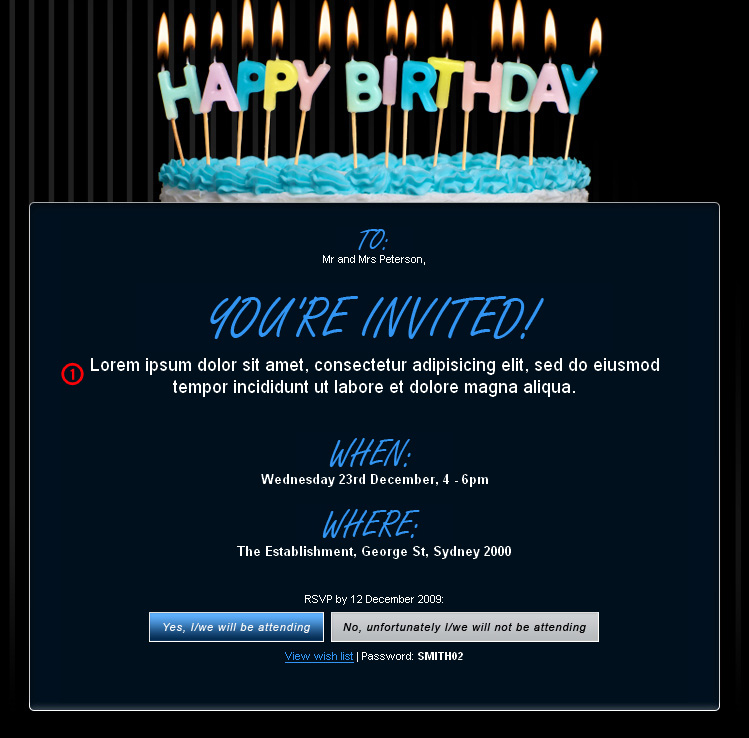 HAPPY BIRTHDAY
TO:
Mr and Mrs Peterson,
YOU'RE INVITED!
1
Lorem ipsum dolor sit amet, consectetur adipisicing elit, sed do eiusmod
tempor incididunt ut labore et dolore magna aliqua.
WHEN:
Wednesday 23rd December, 4 - 6pm
WHERE:
The Establishment, George St, Sydney 2000
RSVP by 12 December 2009:
Yes, I/we will be attending No, unfortunately I/we will not be attending
View wish list | Password: SMITH02